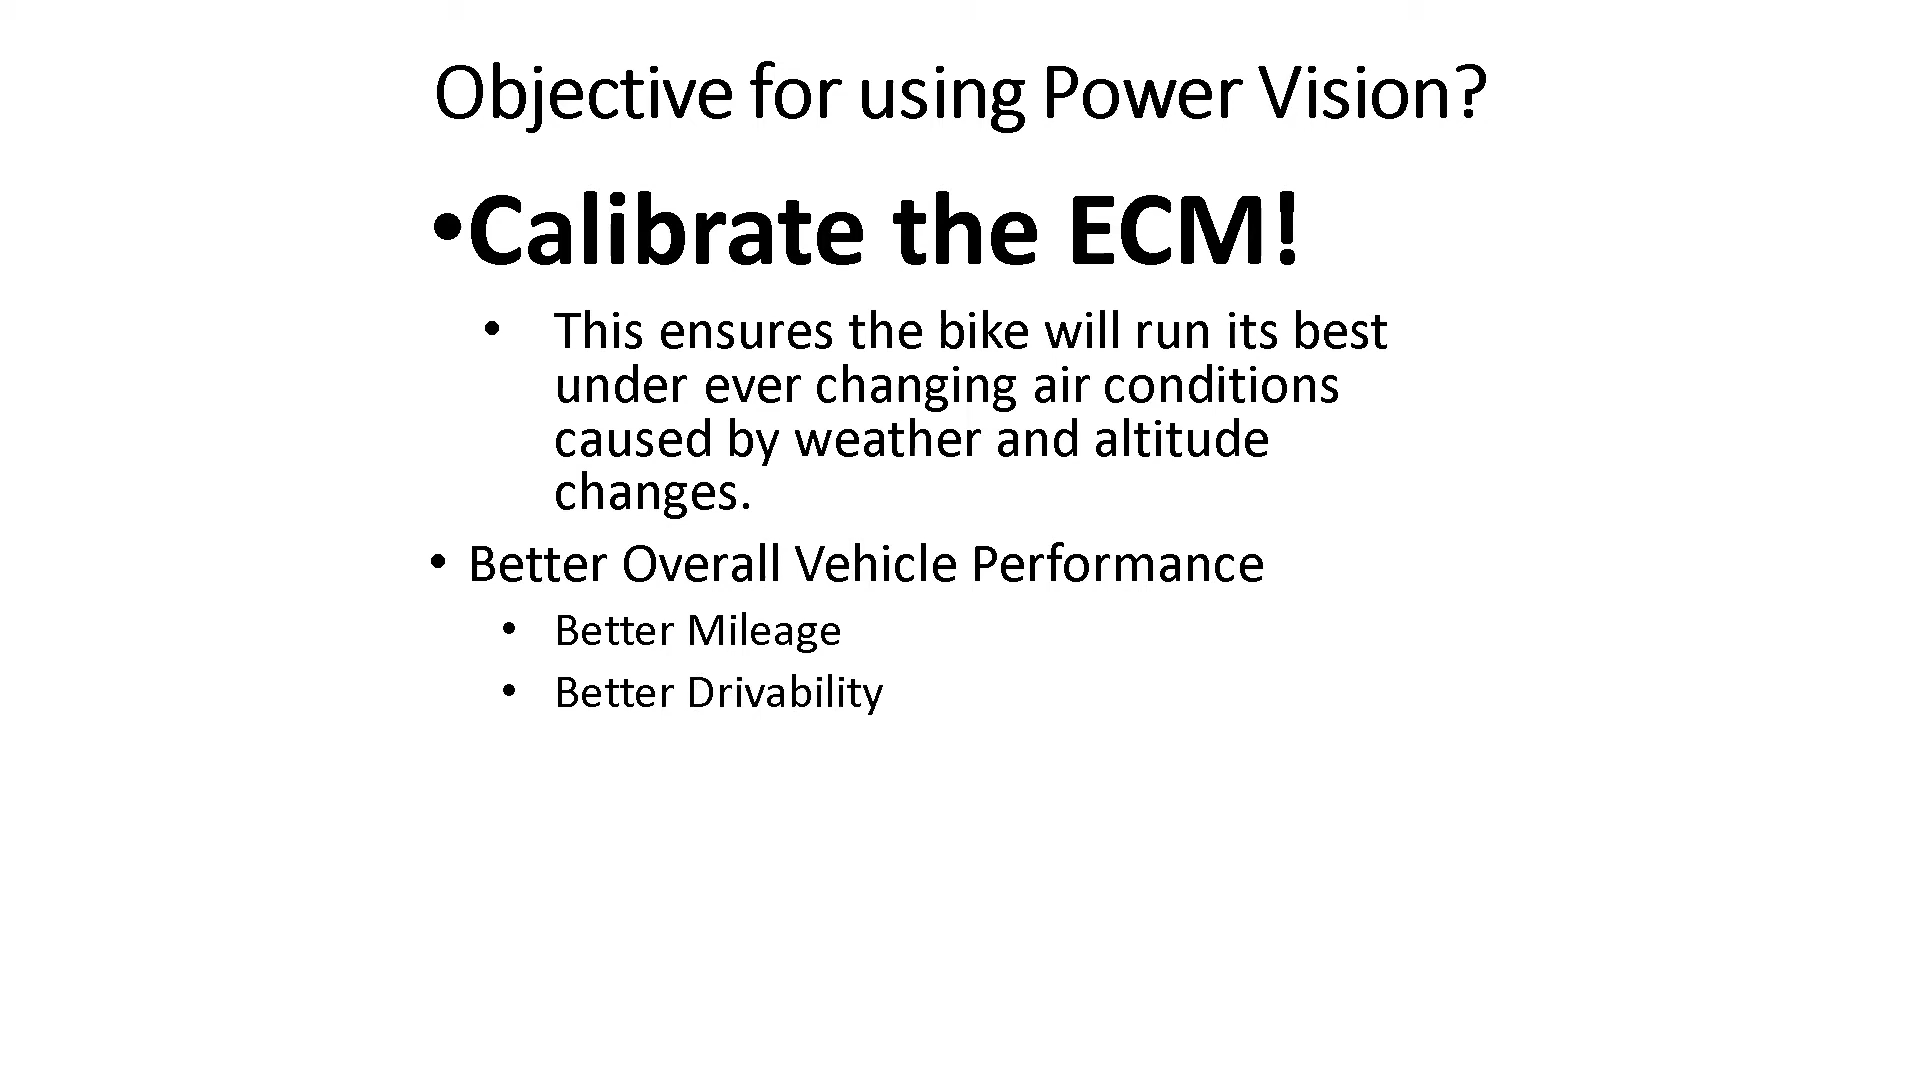 Objective for using Power Vision?
•Calibrate the ECM!
• This ensures the bike will run its best
under ever changing air conditions
caused by weather and altitude
changes.
• Better Overall Vehicle Performance
• Better Mileage
• Better Drivability